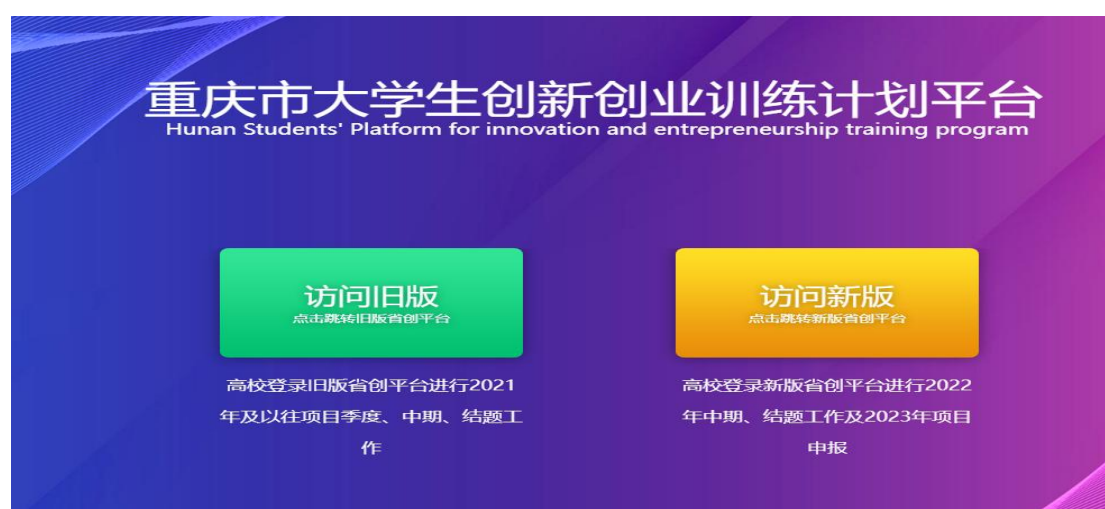 重庆市大学生创新创业训练计划平台
Hunan Students' Platform for innovation and entrepreneurship training program
访问旧版
点击跳转旧版省创平台
高校登录旧版省创平台进行2021
年及以往项目季度、中期、结题工
作
访问新版
点击跳转新版省创平台
高校登录新版省创平台进行2022
年中期、结题工作及2023年项目
申报